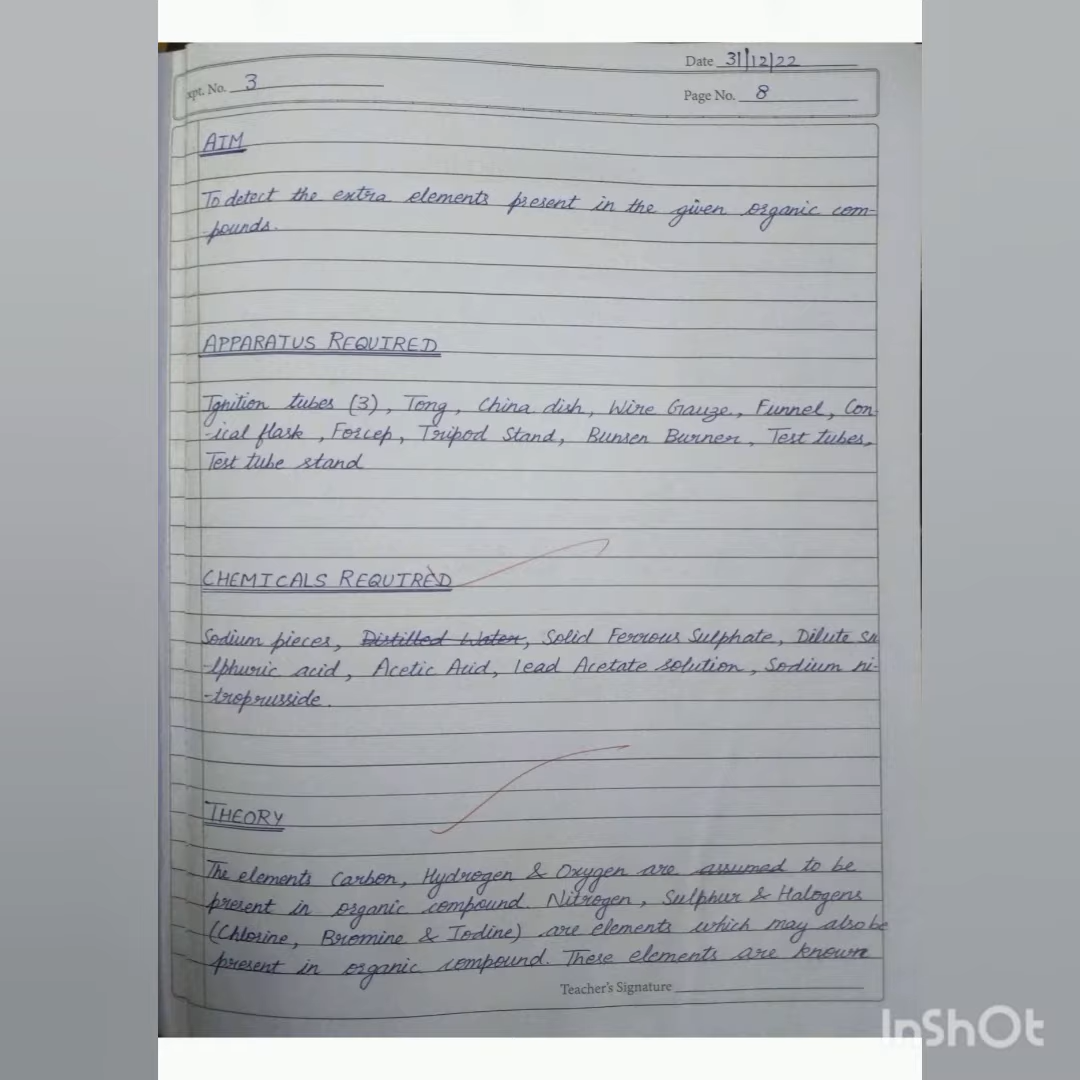 Date 31/12/22
xpt. No. 3
Page No. 8
AIM
To detect the extra elements present in the given organic com-
-pounds.
APPARATUS REQUIRED
Ignition tubes (3), Tong, China dish, Wire Gauze, Funnel, Con
-ical flask, Forcep, Tripod Stand, Bunsen Burner, Test tubes,
Test tube stand
CHEMICALS REQUIRED
Sodium pieces, Distilled Water, Solid Ferrous Sulphate, Dilute Su
-lphuric acid, Acetic Acid, Lead Acetate solution, Sodium ni-
-troprusside.
THEORY
The elements Carbon, Hydrogen & Oxygen are assumed to be
present in organic compound. Nitrogen, Sulphur & Halogens
(Chlorine, Bromine & Iodine) are elements which may also be
present in organic compound. These elements are known
Teacher's Signature
InShOt